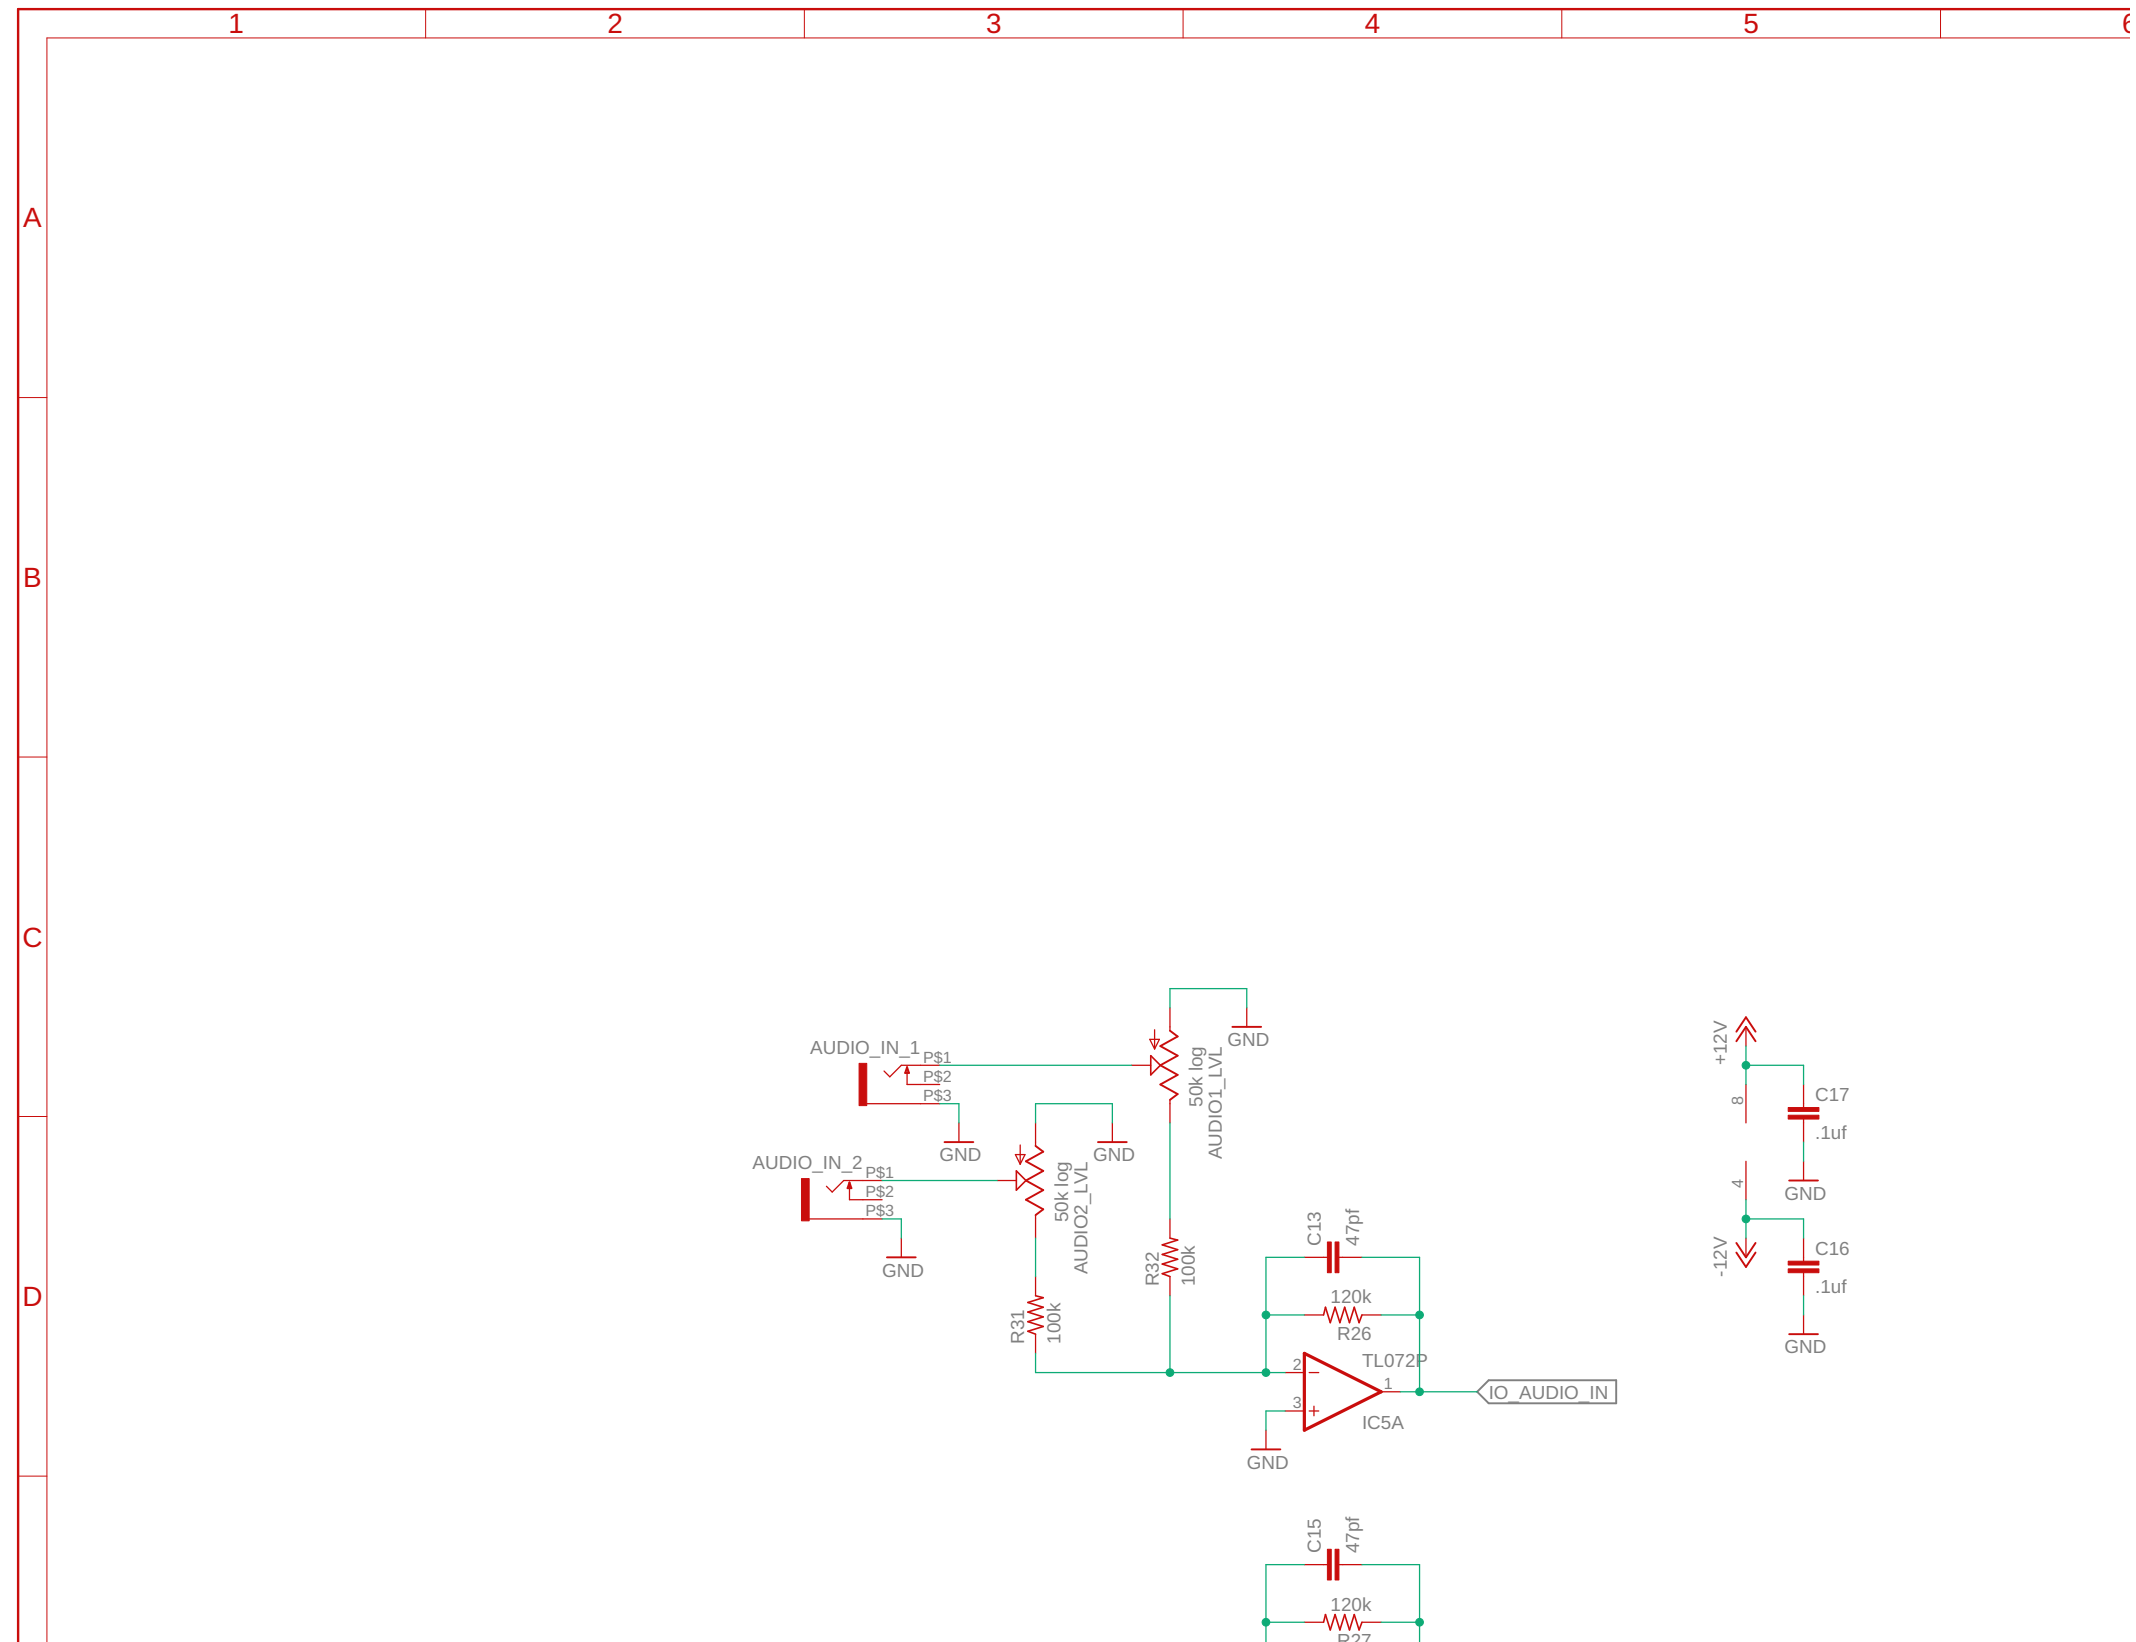 1 2 3 4 5 6
A
B
C
D
GND
AUDIO_IN_1
P$1
P$2
P$3
50k log
AUDIO1_LVL
GND
GND
AUDIO_IN_2
P$1
P$2
P$3
50k log
AUDIO2_LVL
GND
R32
100k
R31
100k
C13
47pf
120k
R26
TL072P
2
1
3
IC5A
GND
IO_AUDIO_IN
+12V
8
C17
.1uf
GND
4
-12V
C16
.1uf
GND
C15
47pf
120k
R27